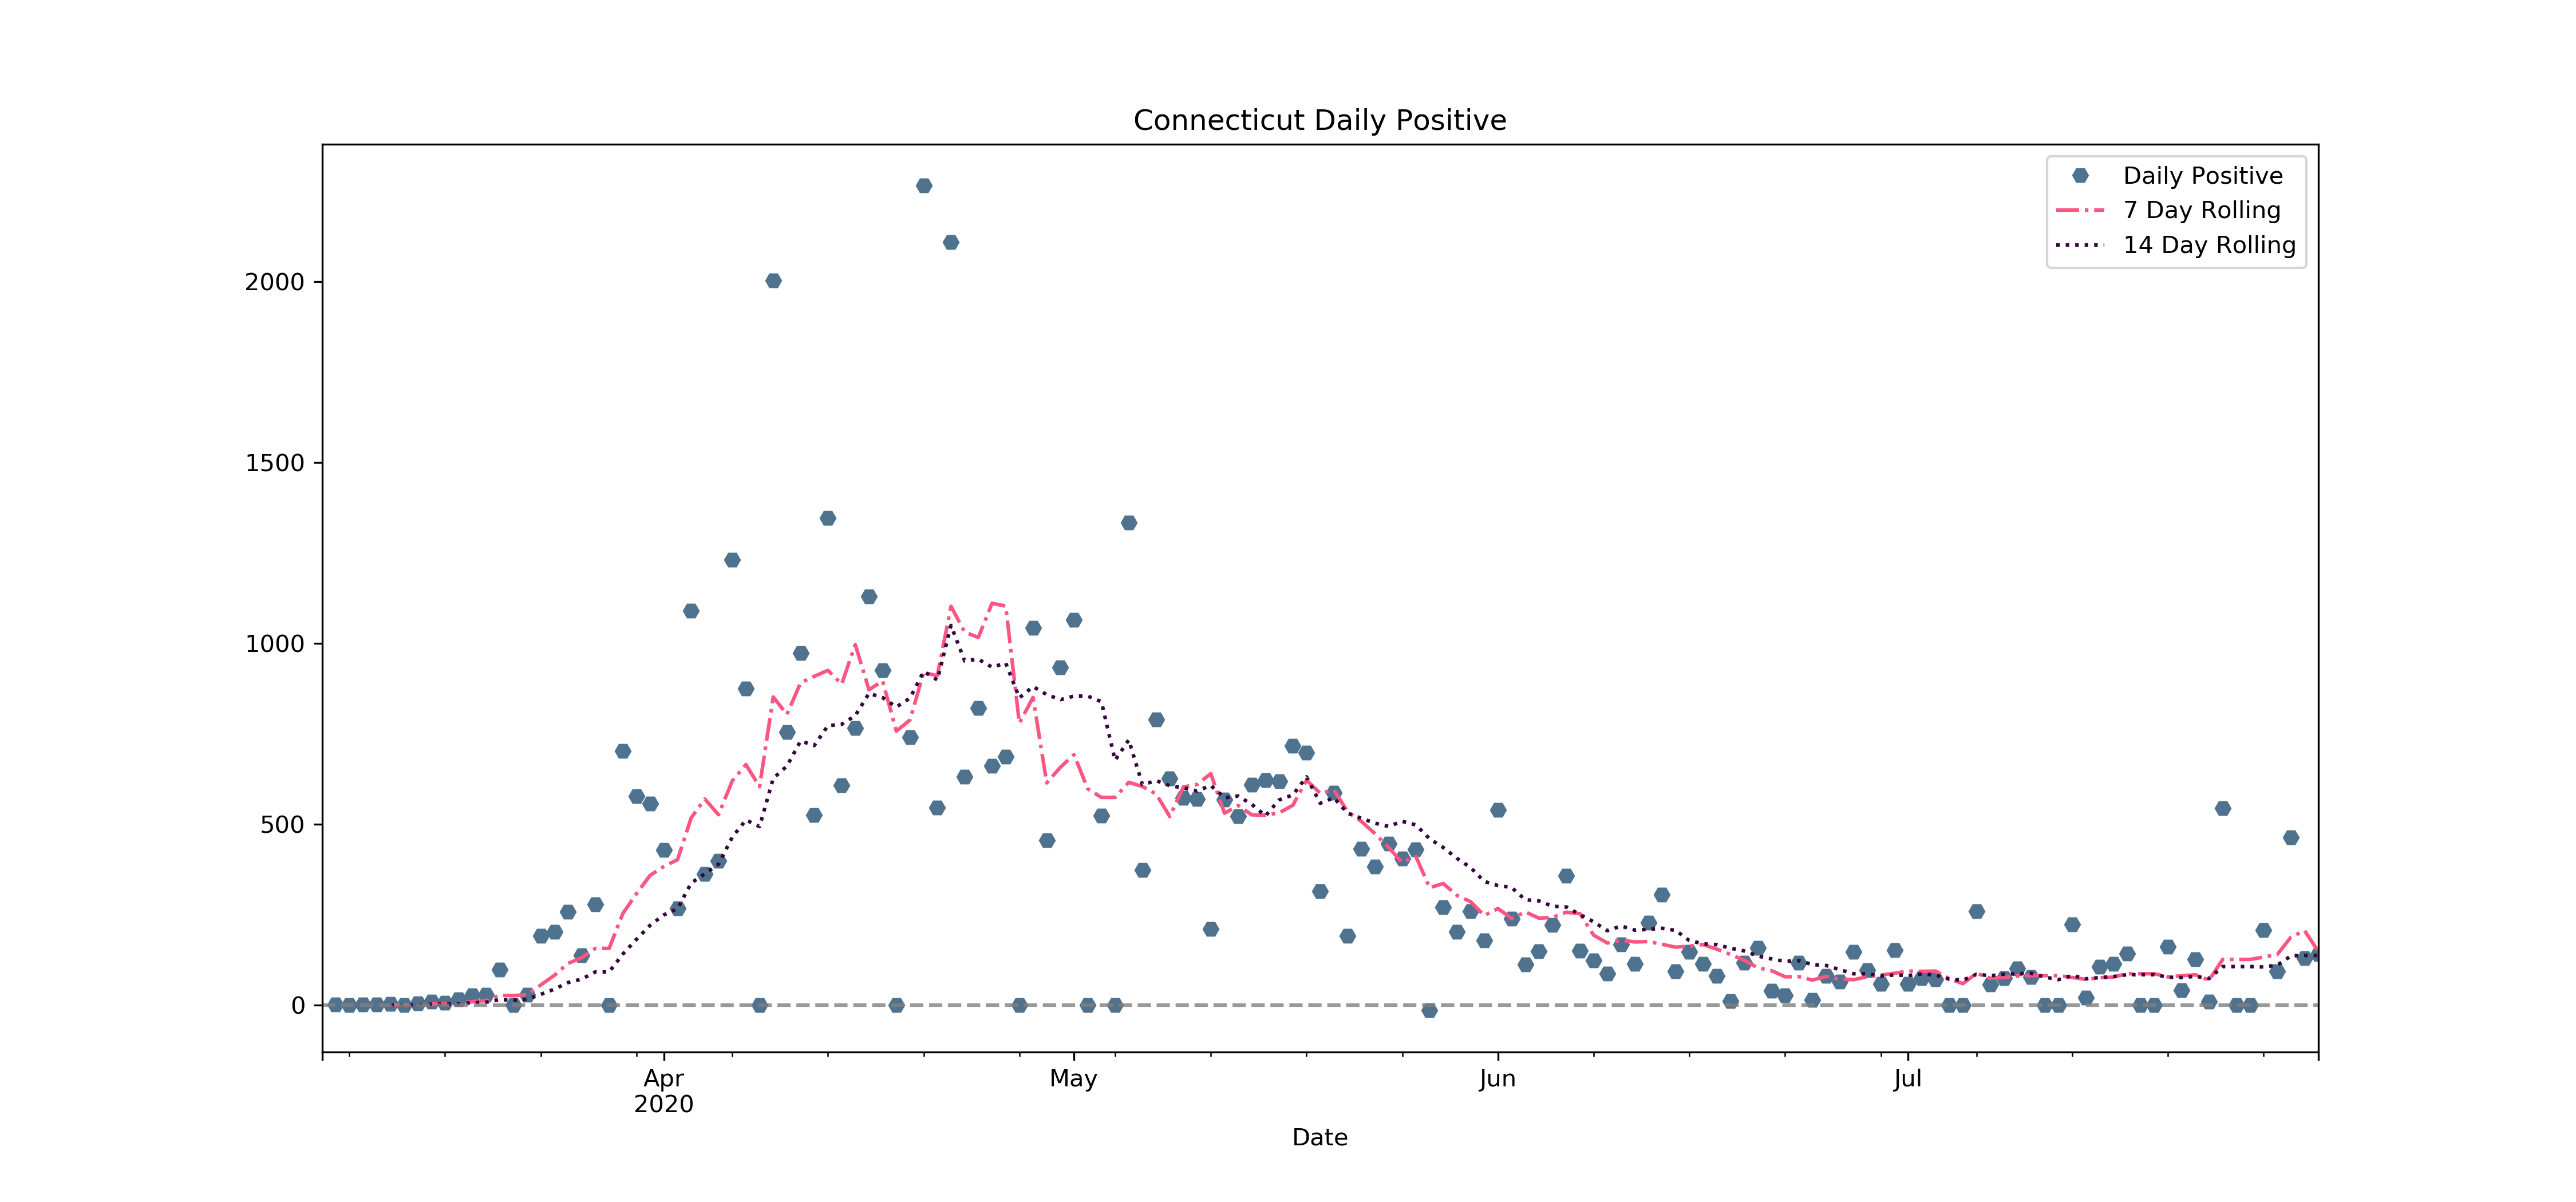 Connecticut Daily Positive
Daily Positive
7 Day Rolling
14 Day Rolling
2000
1500
1000
500
0
Apr
2020
May
Jun
Jul
Date